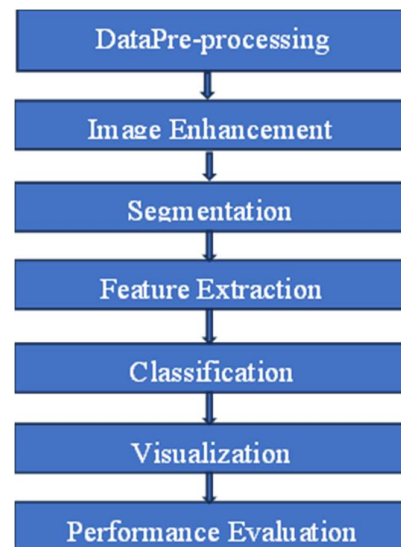 DataPre-processing
Image Enhancement
Segmentation
Feature Extraction
Classification
Visualization
Performance Evaluation